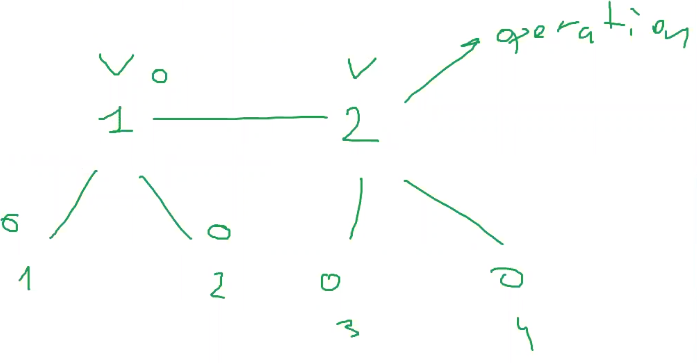 operation
V o V
1 2
o o
1 2 o o
3 4